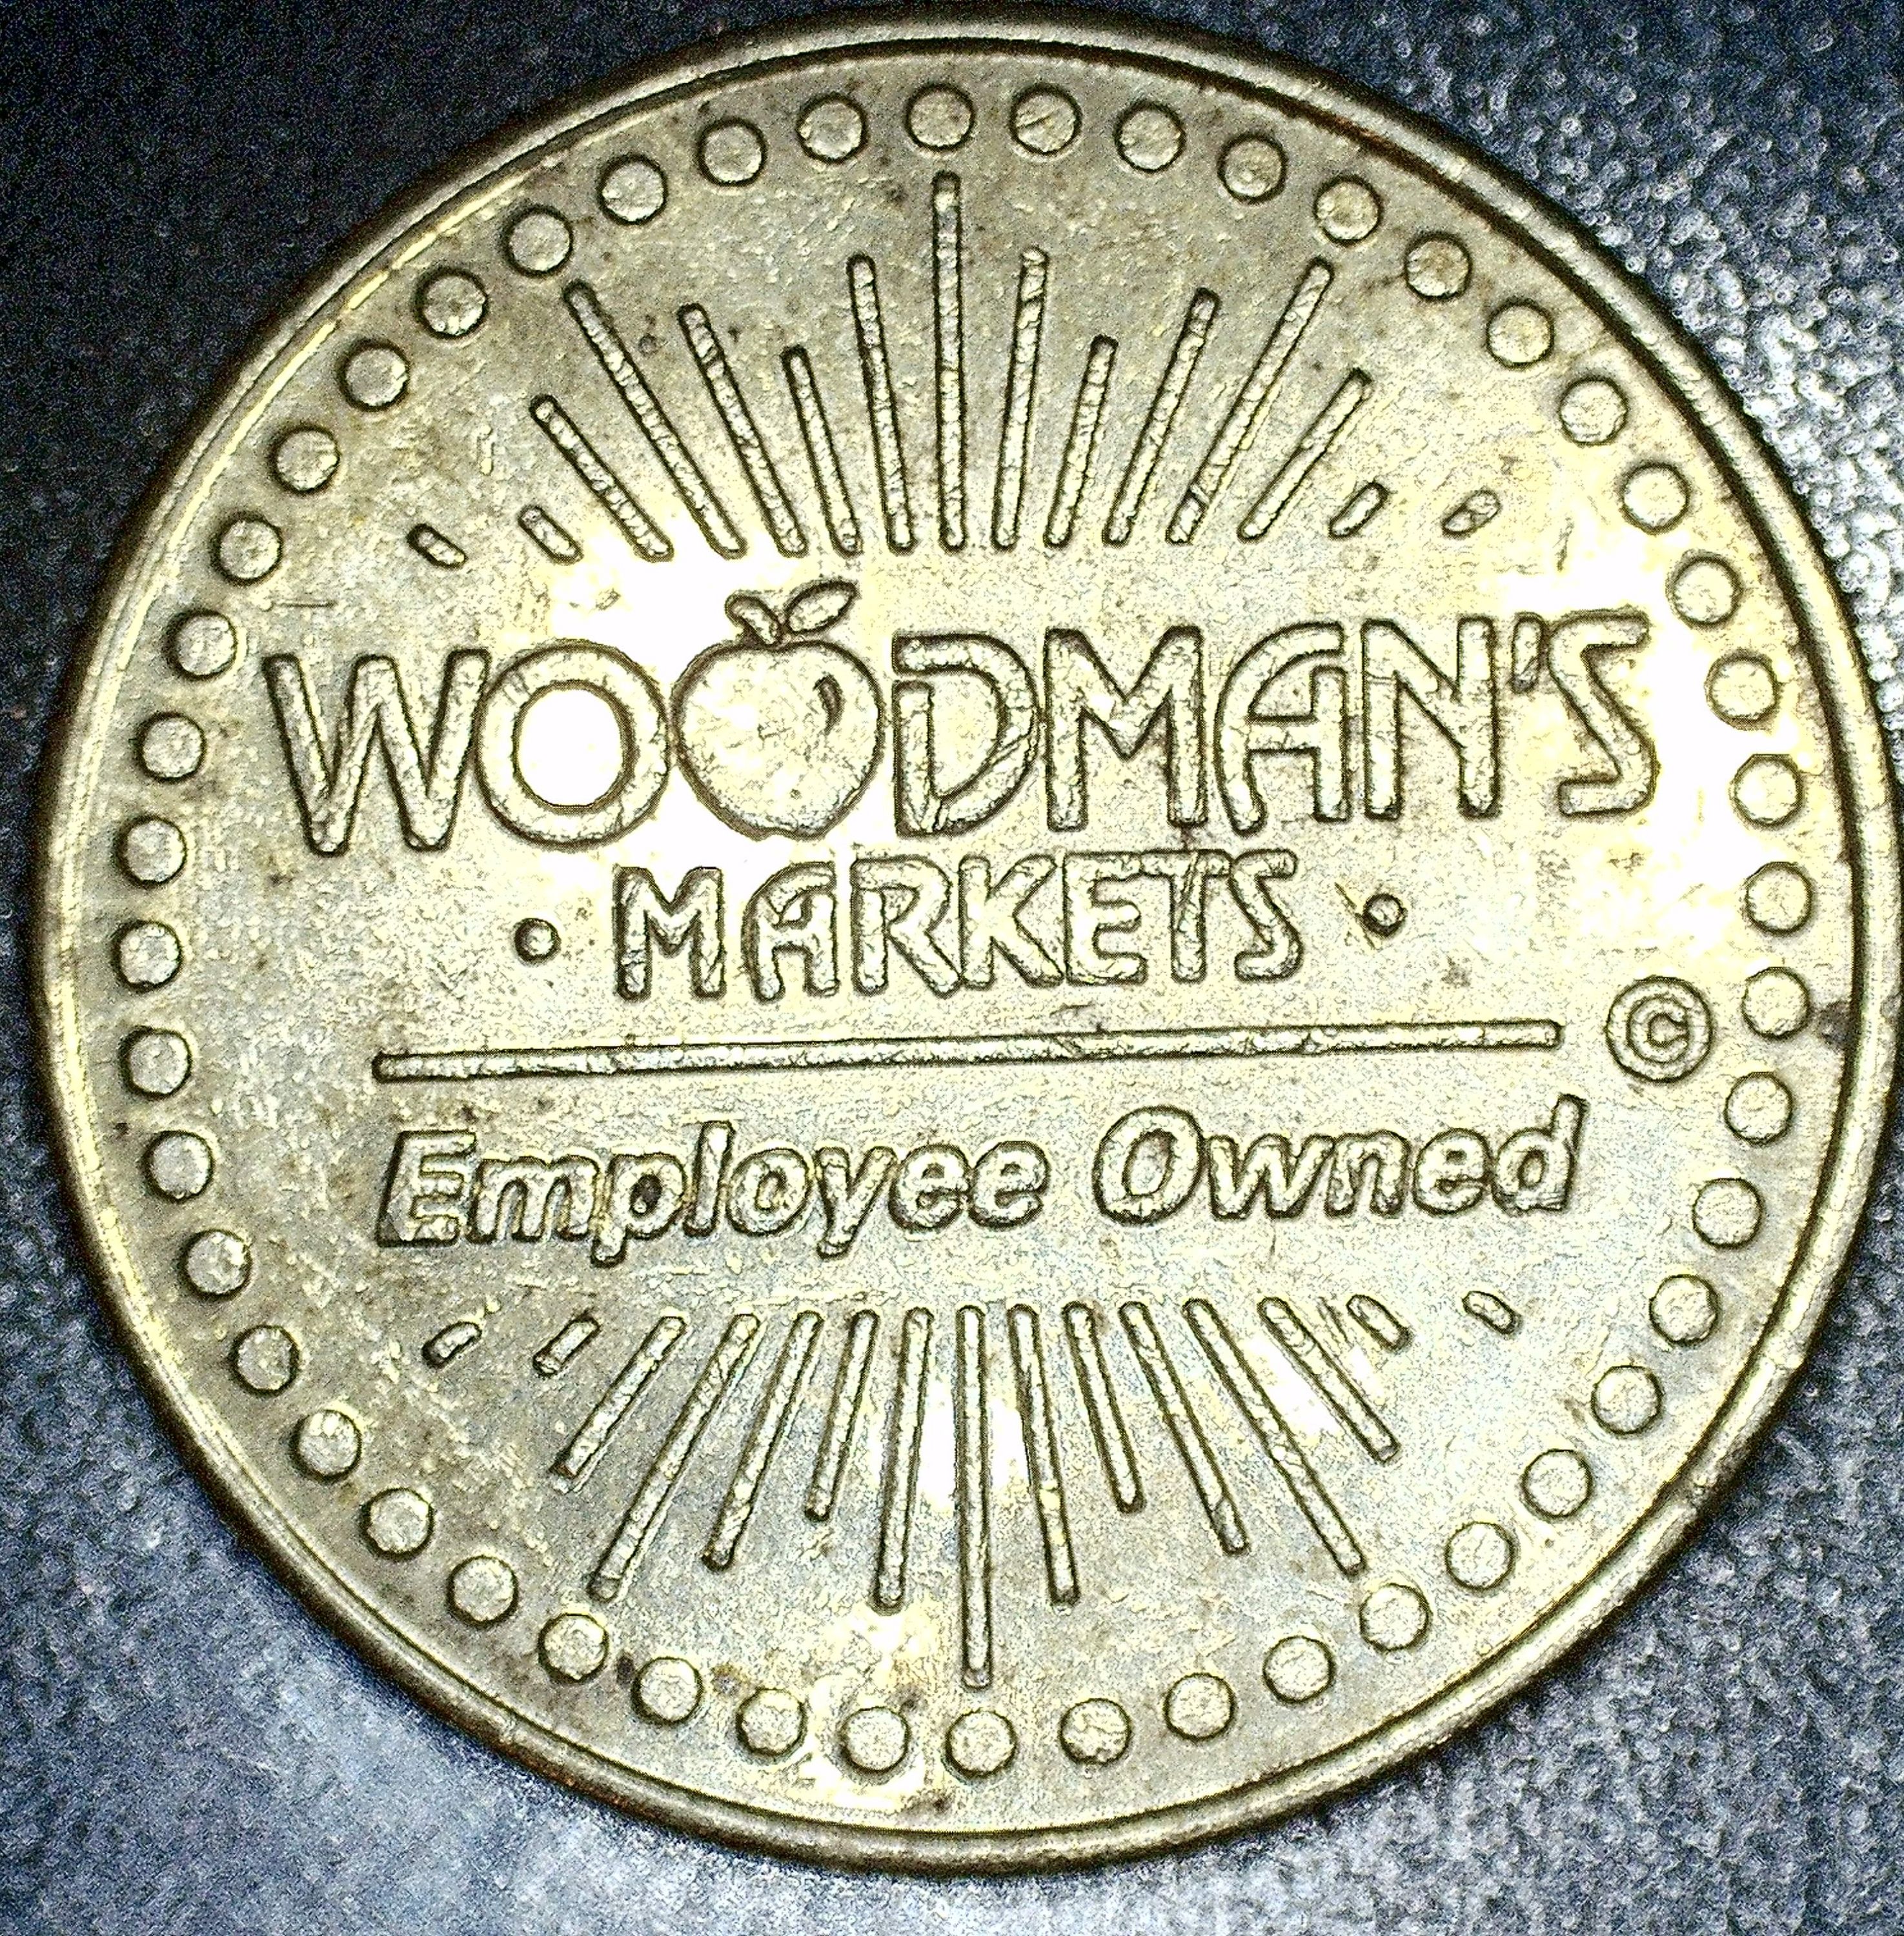 WOODMAN'S
• MARKETS •
©
Employee Owned